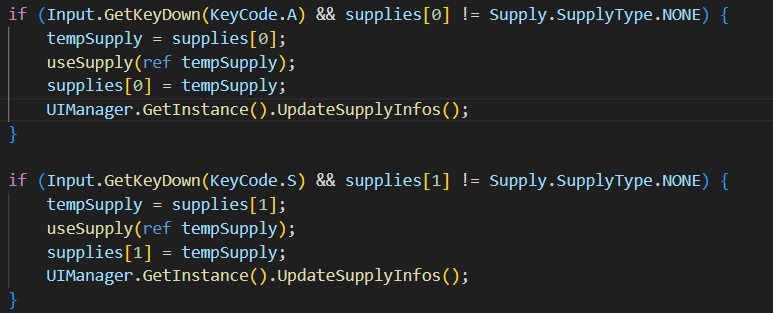 if (Input.GetKeyDown(KeyCode.A) && supplies[0] != Supply.SupplyType.NONE) {
    tempSupply = supplies[0];
    useSupply(ref tempSupply);
    supplies[0] = tempSupply;
    UIManager.GetInstance().UpdateSupplyInfos();
}

if (Input.GetKeyDown(KeyCode.S) && supplies[1] != Supply.SupplyType.NONE) {
    tempSupply = supplies[1];
    useSupply(ref tempSupply);
    supplies[1] = tempSupply;
    UIManager.GetInstance().UpdateSupplyInfos();
}